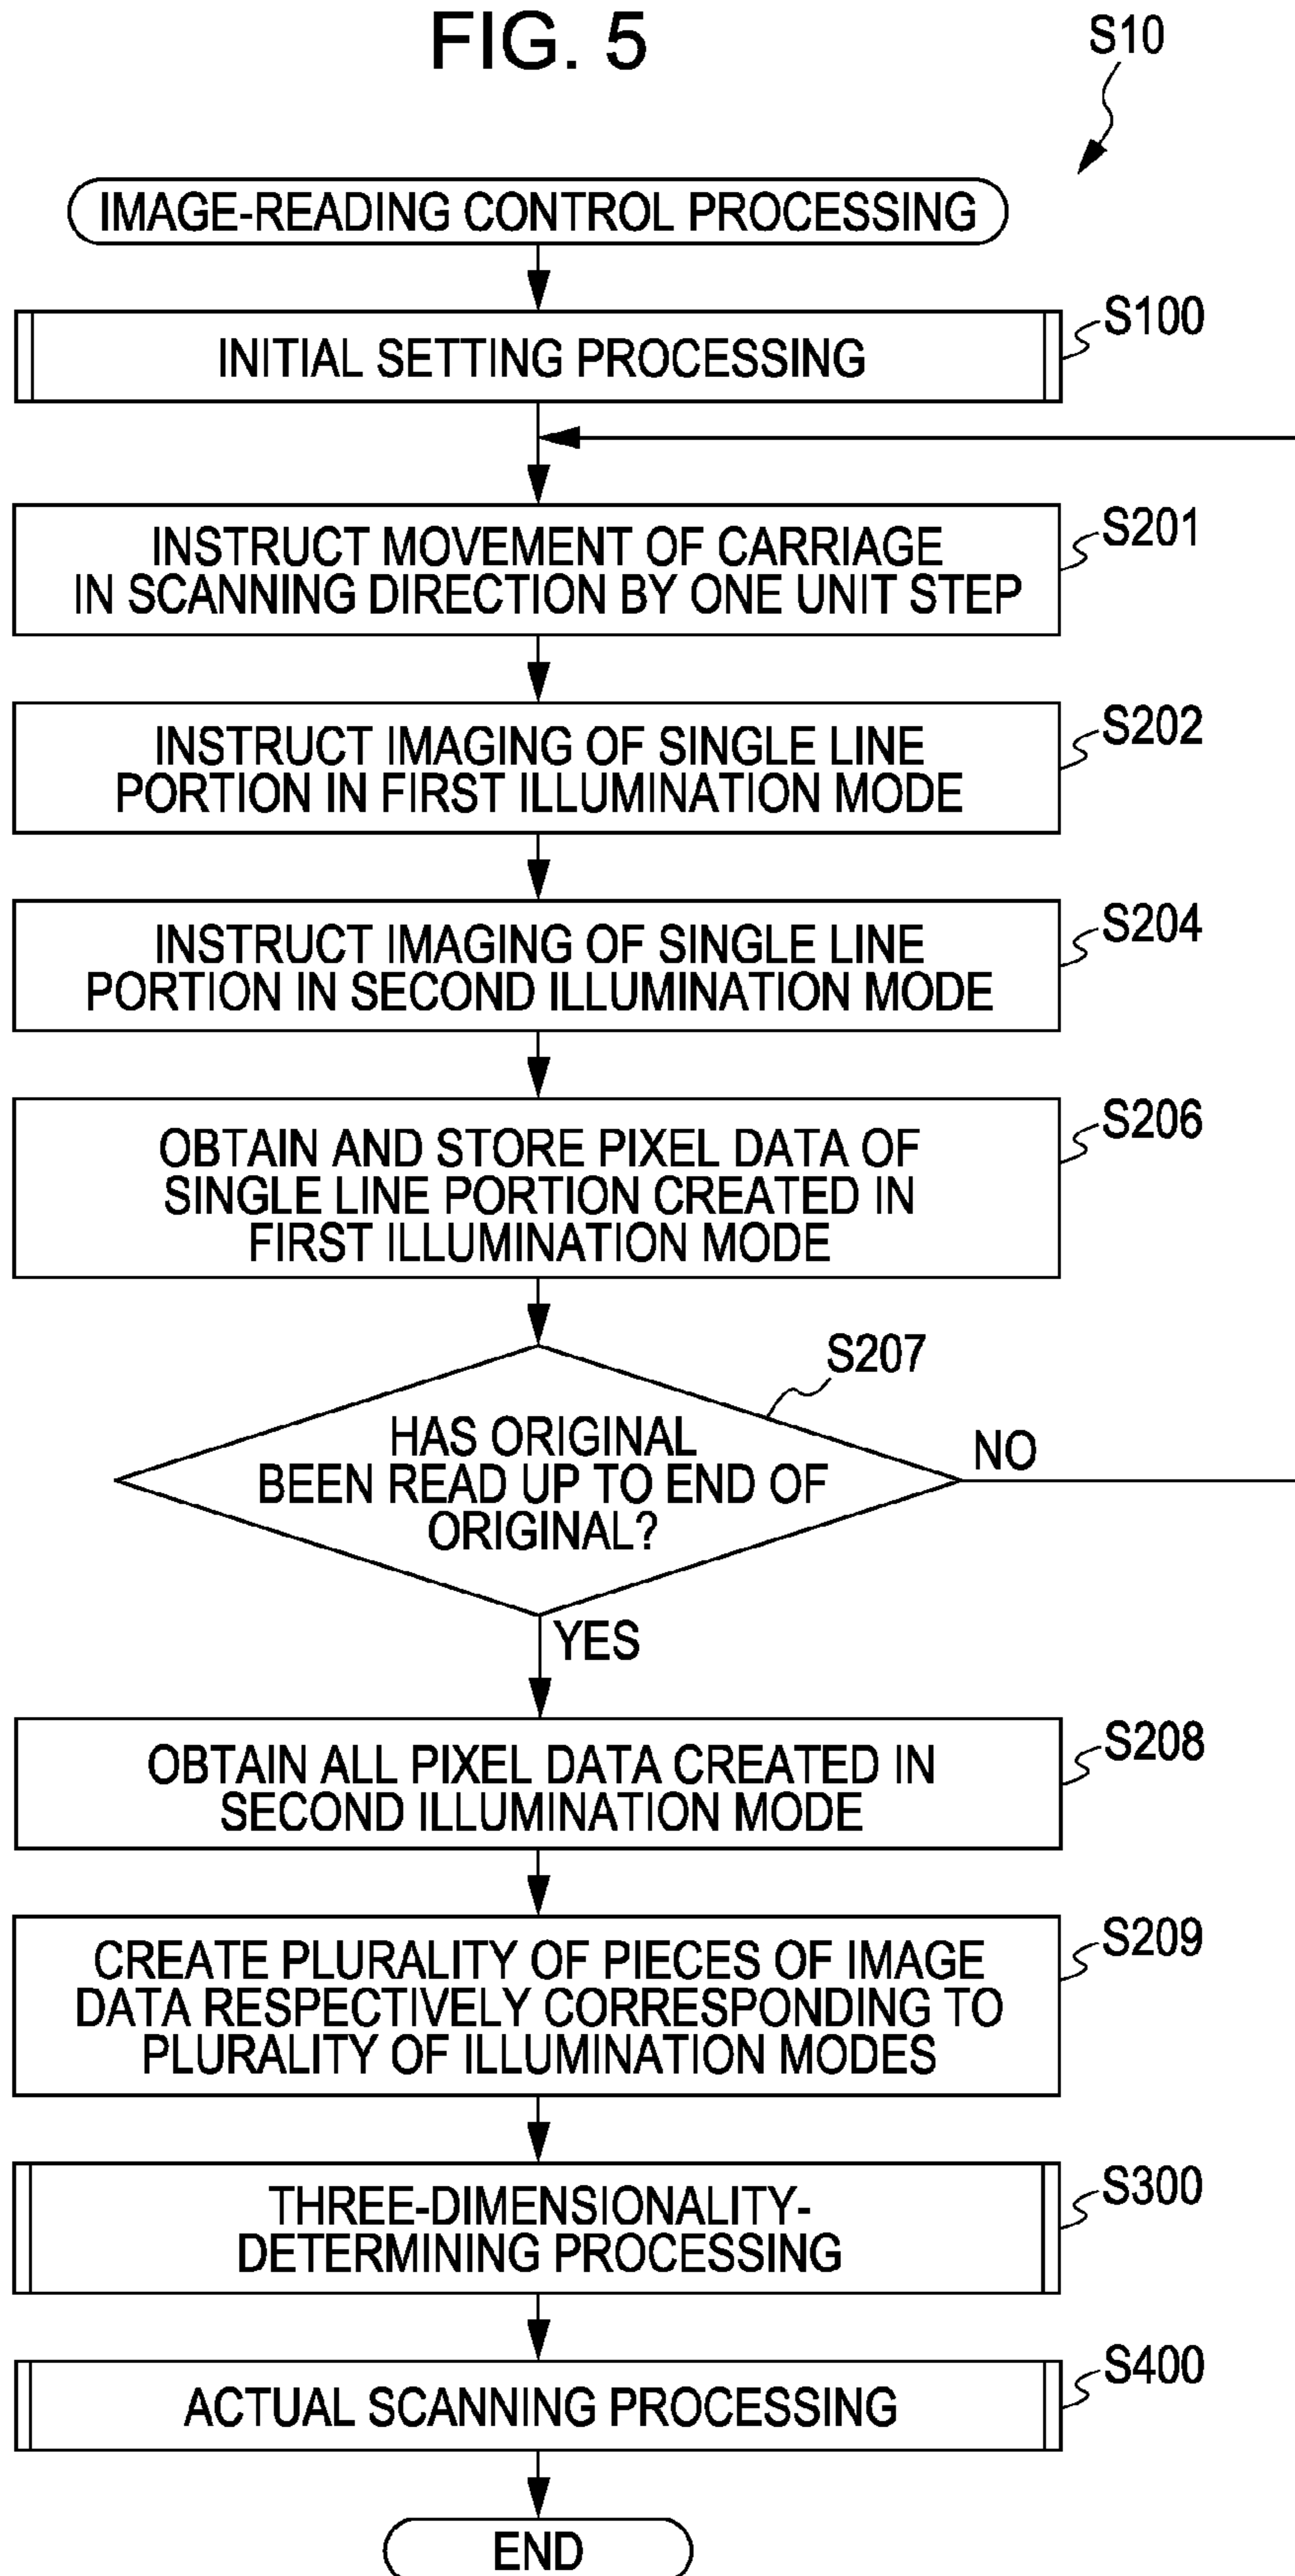 FIG. 5
S10
IMAGE-READING CONTROL PROCESSING
INITIAL SETTING PROCESSING
S100
INSTRUCT MOVEMENT OF CARRIAGE
IN SCANNING DIRECTION BY ONE UNIT STEP
S201
INSTRUCT IMAGING OF SINGLE LINE
PORTION IN FIRST ILLUMINATION MODE
S202
INSTRUCT IMAGING OF SINGLE LINE
PORTION IN SECOND ILLUMINATION MODE
S204
OBTAIN AND STORE PIXEL DATA OF
SINGLE LINE PORTION CREATED IN
FIRST ILLUMINATION MODE
S206
HAS ORIGINAL
BEEN READ UP TO END OF
ORIGINAL?
S207
NO
YES
OBTAIN ALL PIXEL DATA CREATED IN
SECOND ILLUMINATION MODE
S208
CREATE PLURALITY OF PIECES OF IMAGE
DATA RESPECTIVELY CORRESPONDING TO
PLURALITY OF ILLUMINATION MODES
S209
THREE-DIMENSIONALITY-
DETERMINING PROCESSING
S300
ACTUAL SCANNING PROCESSING
S400
END